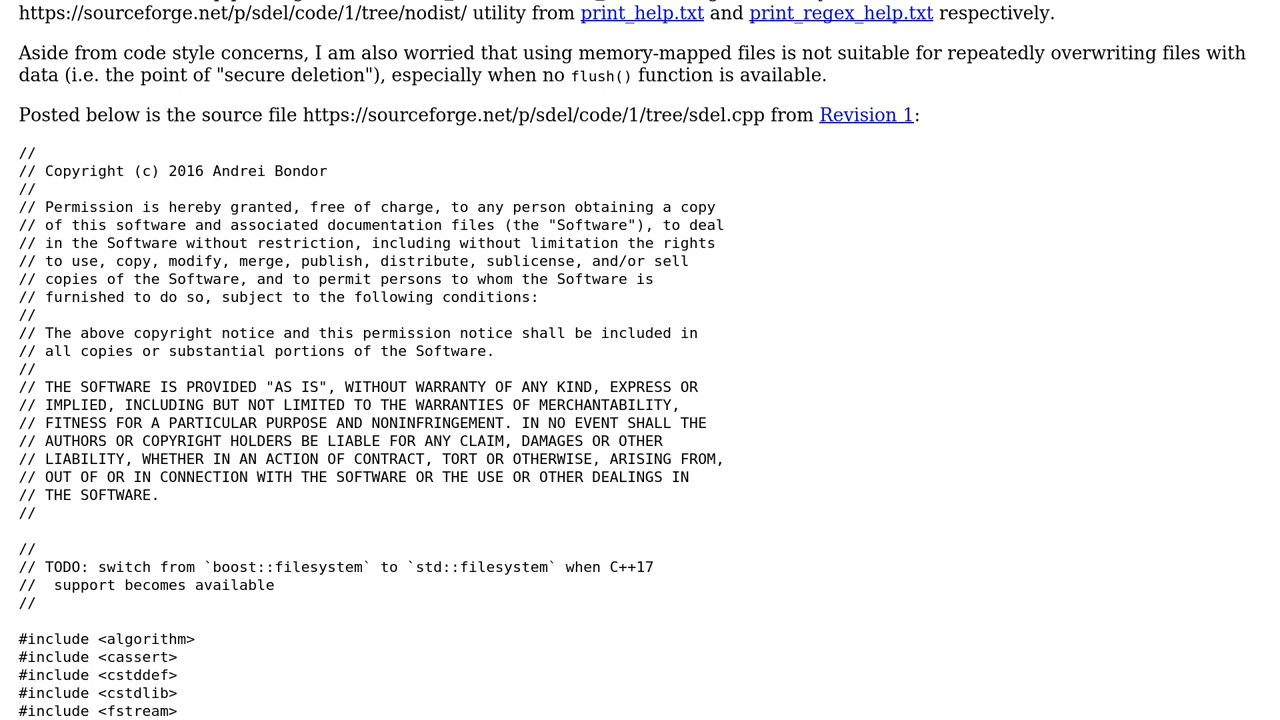 https://sourceforge.net/p/sdel/code/1/tree/nodist/ utility from print_help.txt and print_regex_help.txt respectively.
Aside from code style concerns, I am also worried that using memory-mapped files is not suitable for repeatedly overwriting files with
data (i.e. the point of "secure deletion"), especially when no flush() function is available.
Posted below is the source file https://sourceforge.net/p/sdel/code/1/tree/sdel.cpp from Revision 1:
//
// Copyright (c) 2016 Andrei Bondor
//
// Permission is hereby granted, free of charge, to any person obtaining a copy
// of this software and associated documentation files (the "Software"), to deal
// in the Software without restriction, including without limitation the rights
// to use, copy, modify, merge, publish, distribute, sublicense, and/or sell
// copies of the Software, and to permit persons to whom the Software is
// furnished to do so, subject to the following conditions:
//
// The above copyright notice and this permission notice shall be included in
// all copies or substantial portions of the Software.
//
// THE SOFTWARE IS PROVIDED "AS IS", WITHOUT WARRANTY OF ANY KIND, EXPRESS OR
// IMPLIED, INCLUDING BUT NOT LIMITED TO THE WARRANTIES OF MERCHANTABILITY,
// FITNESS FOR A PARTICULAR PURPOSE AND NONINFRINGEMENT. IN NO EVENT SHALL THE
// AUTHORS OR COPYRIGHT HOLDERS BE LIABLE FOR ANY CLAIM, DAMAGES OR OTHER
// LIABILITY, WHETHER IN AN ACTION OF CONTRACT, TORT OR OTHERWISE, ARISING FROM,
// OUT OF OR IN CONNECTION WITH THE SOFTWARE OR THE USE OR OTHER DEALINGS IN
// THE SOFTWARE.
//
//
// TODO: switch from `boost::filesystem` to `std::filesystem` when C++17
//  support becomes available
//
#include <algorithm>
#include <cassert>
#include <cstddef>
#include <cstdlib>
#include <fstream>